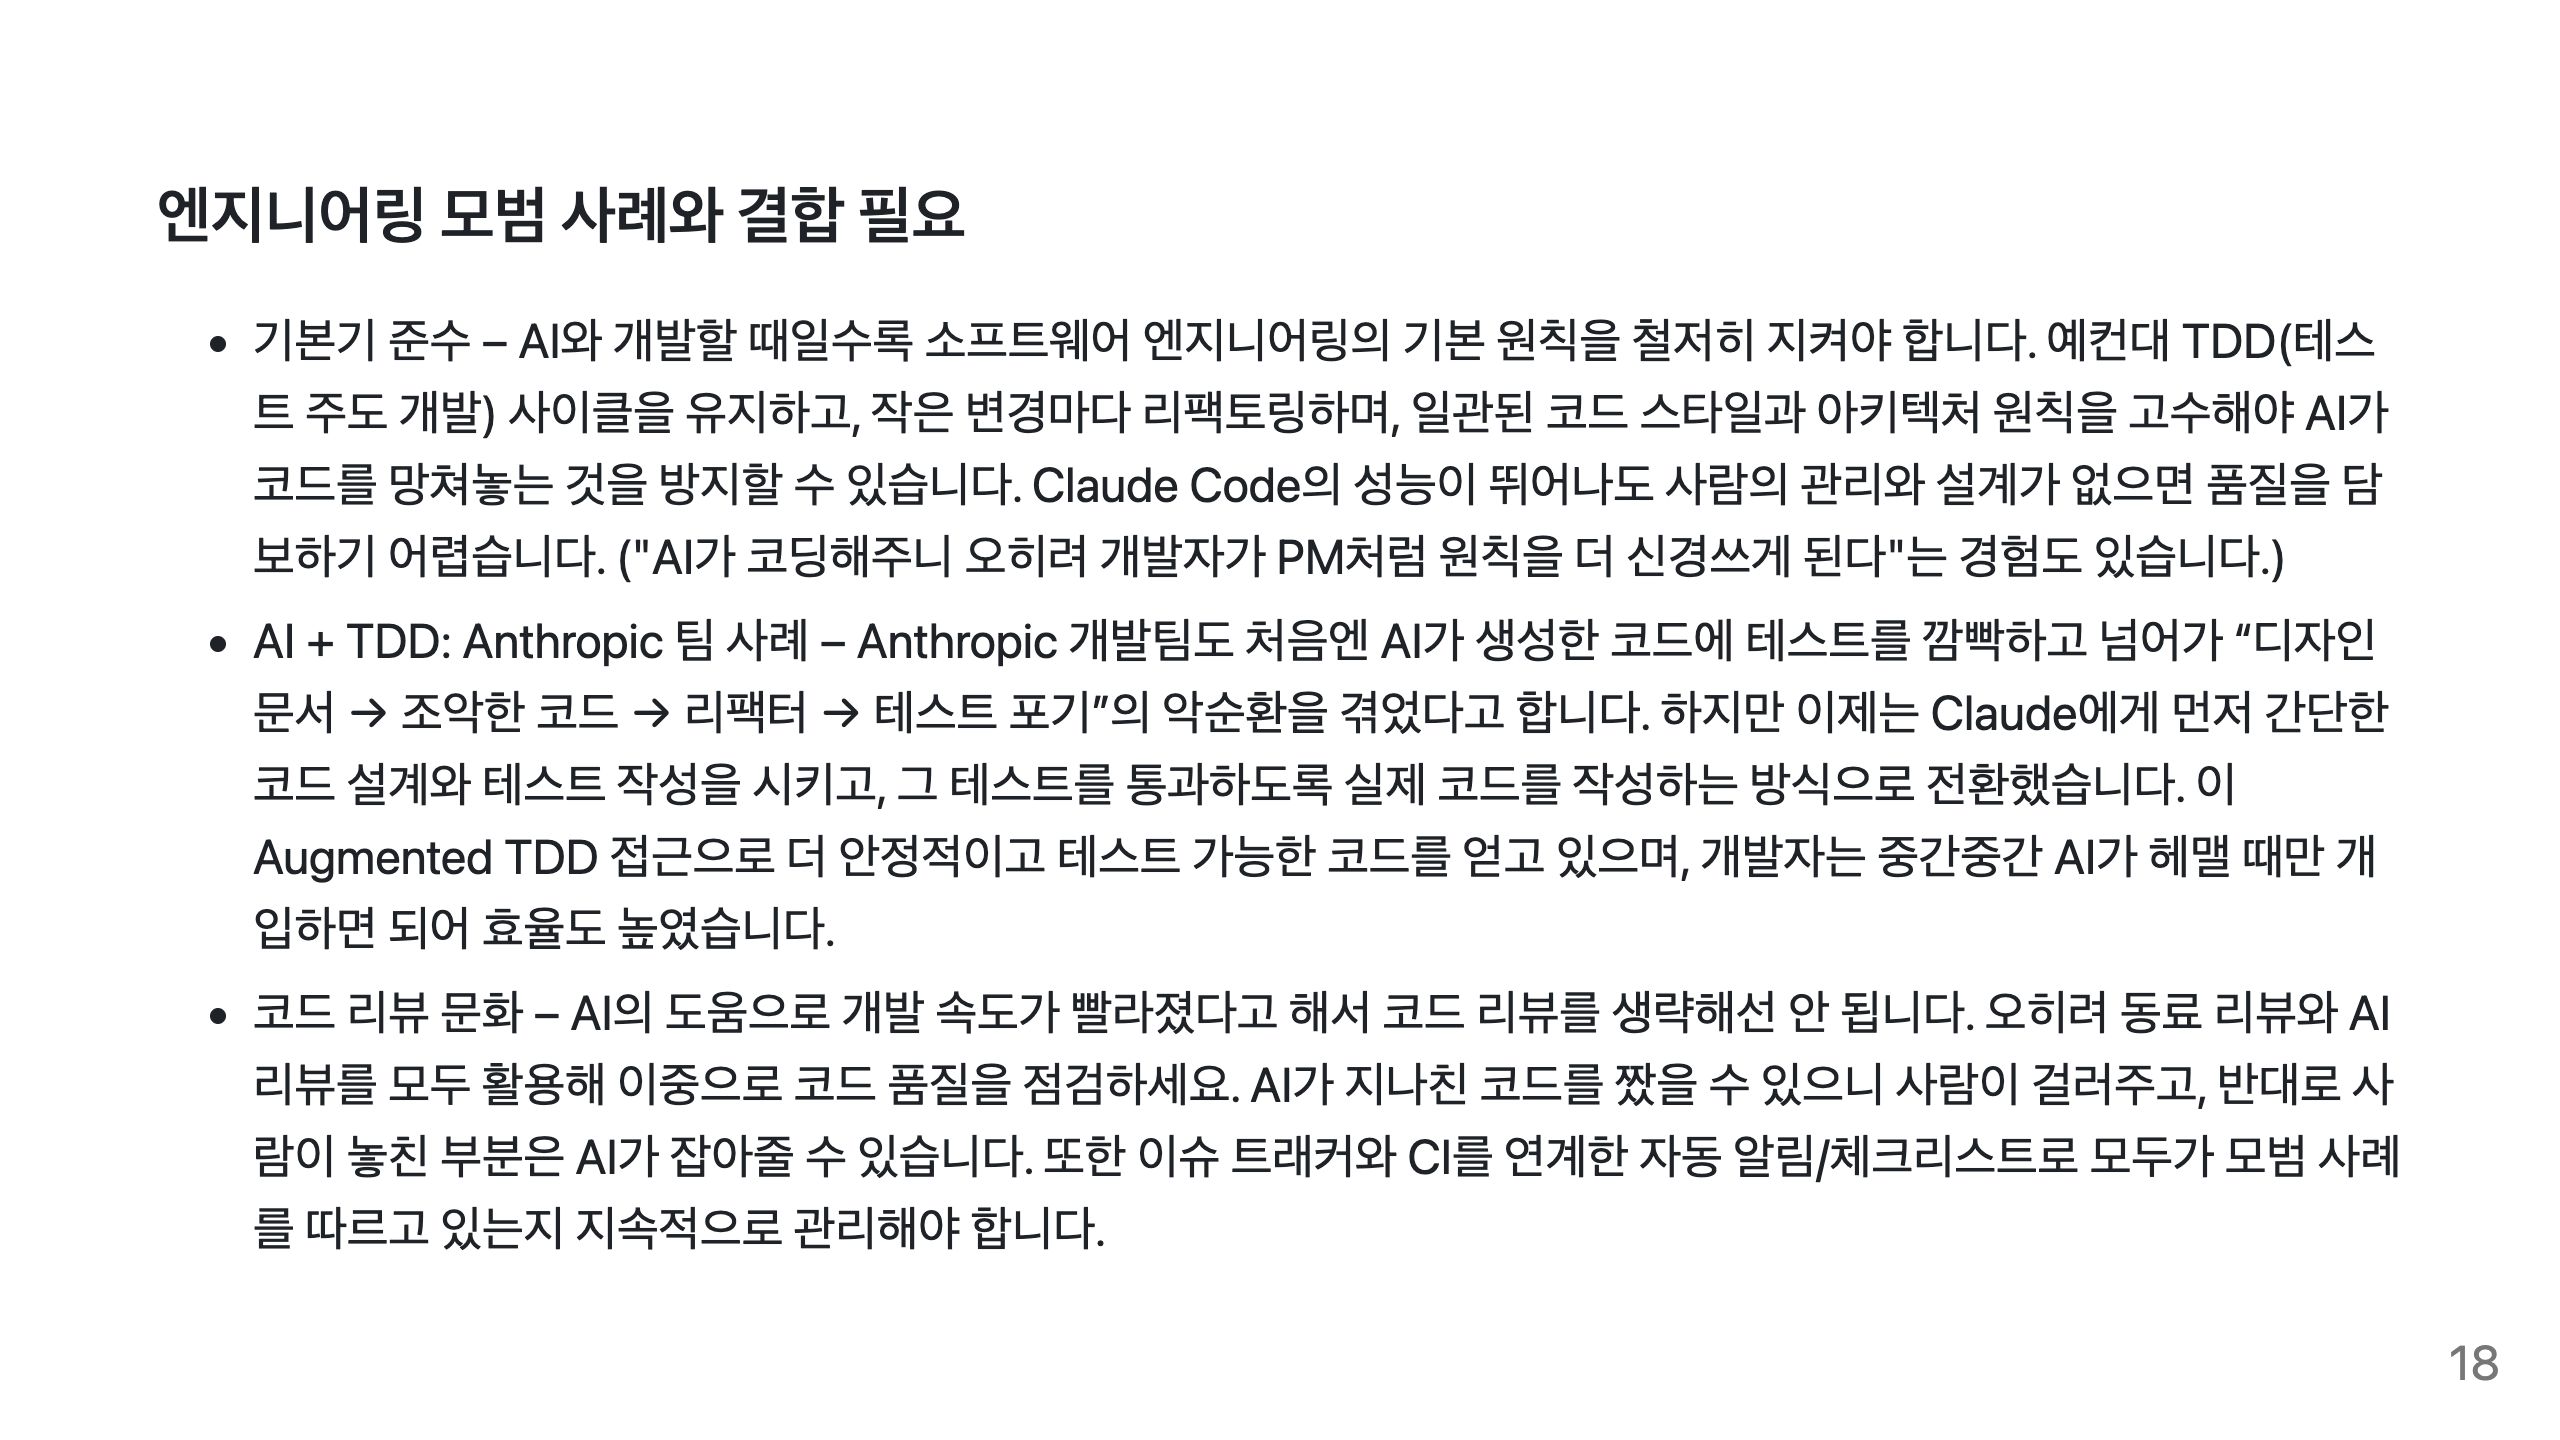 엔지니어링 모범 사례와 결합 필요
• 기본기 준수 – AI와 개발할 때일수록 소프트웨어 엔지니어링의 기본 원칙을 철저히 지켜야 합니다. 예컨대 TDD(테스
트 주도 개발) 사이클을 유지하고, 작은 변경마다 리팩토링하며, 일관된 코드 스타일과 아키텍처 원칙을 고수해야 AI가
코드를 망쳐놓는 것을 방지할 수 있습니다. Claude Code의 성능이 뛰어나도 사람의 관리와 설계가 없으면 품질을 담
보하기 어렵습니다. ("AI가 코딩해주니 오히려 개발자가 PM처럼 원칙을 더 신경쓰게 된다"는 경험도 있습니다.)
• AI + TDD: Anthropic 팀 사례 – Anthropic 개발팀도 처음엔 AI가 생성한 코드에 테스트를 깜빡하고 넘어가 “디자인
문서 → 조악한 코드 → 리팩터 → 테스트 포기”의 악순환을 겪었다고 합니다. 하지만 이제는 Claude에게 먼저 간단한
코드 설계와 테스트 작성을 시키고, 그 테스트를 통과하도록 실제 코드를 작성하는 방식으로 전환했습니다. 이
Augmented TDD 접근으로 더 안정적이고 테스트 가능한 코드를 얻고 있으며, 개발자는 중간중간 AI가 헤맬 때만 개
입하면 되어 효율도 높였습니다.
• 코드 리뷰 문화 – AI의 도움으로 개발 속도가 빨라졌다고 해서 코드 리뷰를 생략해선 안 됩니다. 오히려 동료 리뷰와 AI
리뷰를 모두 활용해 이중으로 코드 품질을 점검하세요. AI가 지나친 코드를 짰을 수 있으니 사람이 걸러주고, 반대로 사
람이 놓친 부분은 AI가 잡아줄 수 있습니다. 또한 이슈 트래커와 CI를 연계한 자동 알림/체크리스트로 모두가 모범 사례
를 따르고 있는지 지속적으로 관리해야 합니다.
18